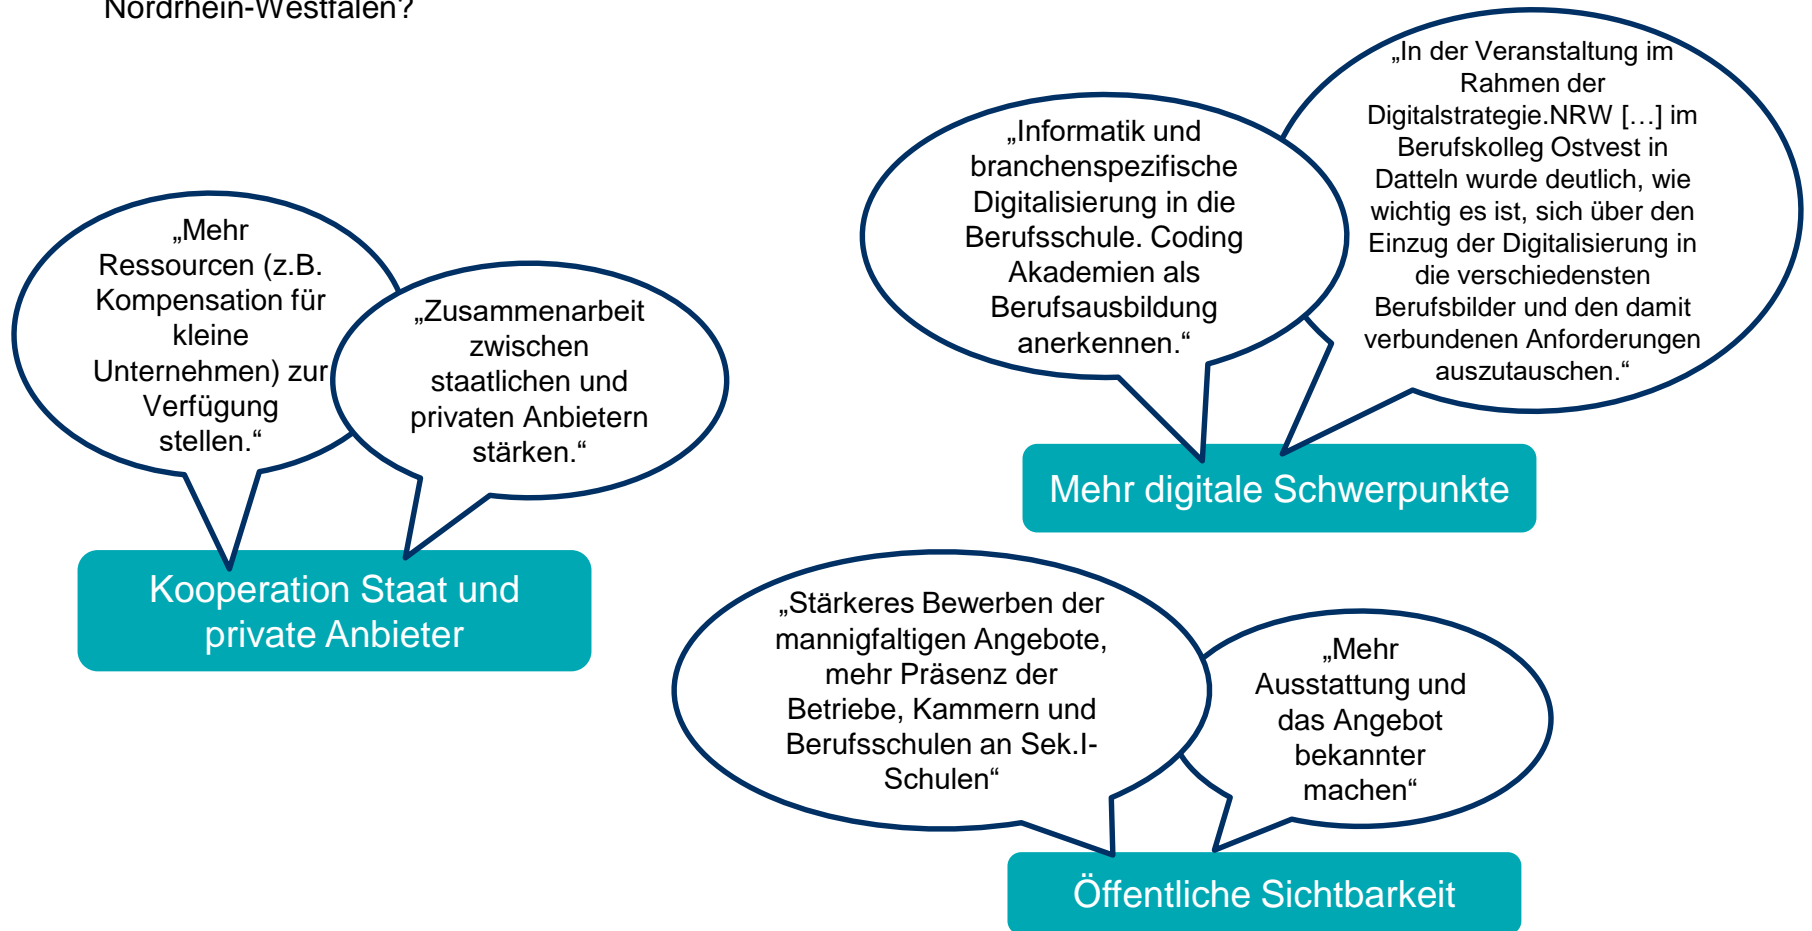 Nordrhein-Westfalen?
„Mehr
Ressourcen (z.B.
Kompensation für
kleine
Unternehmen) zur
Verfügung
stellen.“
„Zusammenarbeit
zwischen
staatlichen und
privaten Anbietern
stärken.“
Kooperation Staat und
private Anbieter
„Informatik und
branchenspezifische
Digitalisierung in die
Berufsschule. Coding
Akademien als
Berufsausbildung
anerkennen.“
„In der Veranstaltung im
Rahmen der
Digitalstrategie.NRW […] im
Berufskolleg Ostvest in
Datteln wurde deutlich, wie
wichtig es ist, sich über den
Einzug der Digitalisierung in
die verschiedensten
Berufsbilder und den damit
verbundenen Anforderungen
auszutauschen.“
Mehr digitale Schwerpunkte
„Stärkeres Bewerben der
mannigfaltigen Angebote,
mehr Präsenz der
Betriebe, Kammern und
Berufsschulen an Sek.I-
Schulen“
„Mehr
Ausstattung und
das Angebot
bekannter
machen“
Öffentliche Sichtbarkeit